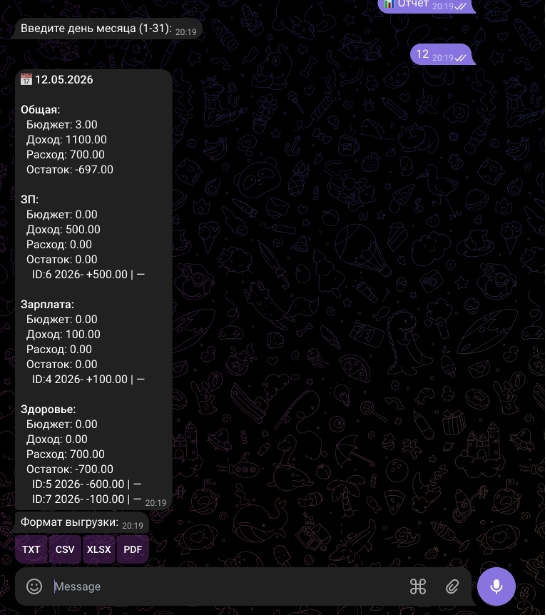 Отчет 20:19
Введите день месяца (1-31): 20:19
12 20:19
12.05.2026
Общая:
Бюджет: 3.00
Доход: 1100.00
Расход: 700.00
Остаток: -697.00
ЗП:
Бюджет: 0.00
Доход: 500.00
Расход: 0.00
Остаток: 0.00
ID:6 2026- +500.00 | —
Зарплата:
Бюджет: 0.00
Доход: 100.00
Расход: 0.00
Остаток: 0.00
ID:4 2026- +100.00 | —
Здоровье:
Бюджет: 0.00
Доход: 0.00
Расход: 700.00
Остаток: -700.00
ID:5 2026- -600.00 | —
ID:7 2026- -100.00 | — 20:19
Формат выгрузки: 20:19
TXT CSV XLSX PDF
Message